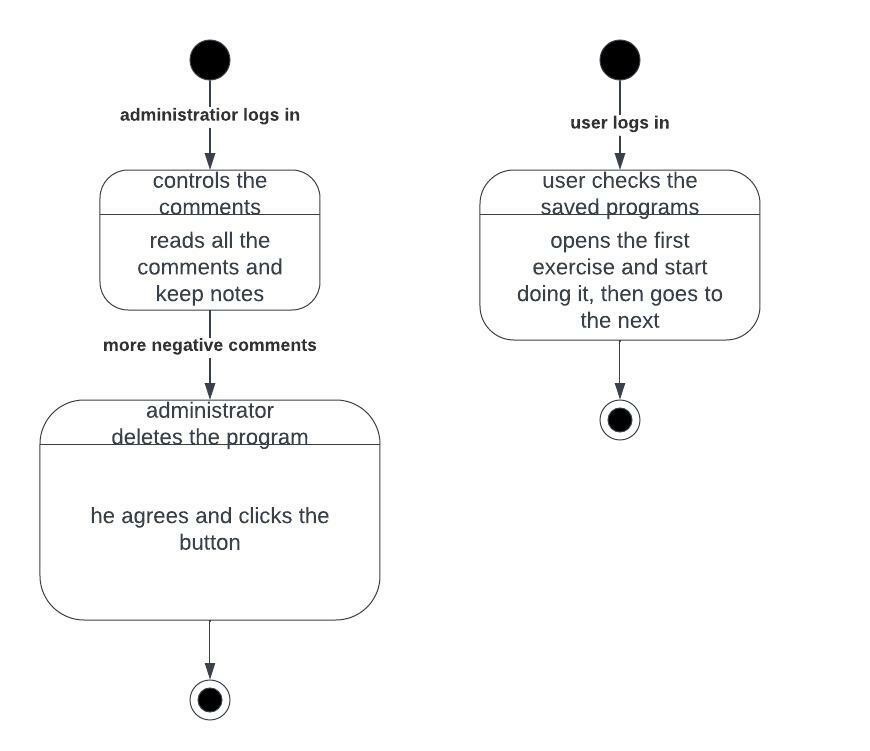 administratior logs in
controls the
comments
reads all the
comments and
keep notes
more negative comments
administrator
deletes the program
he agrees and clicks the
button
user logs in
user checks the
saved programs
opens the first
exercise and start
doing it, then goes to
the next